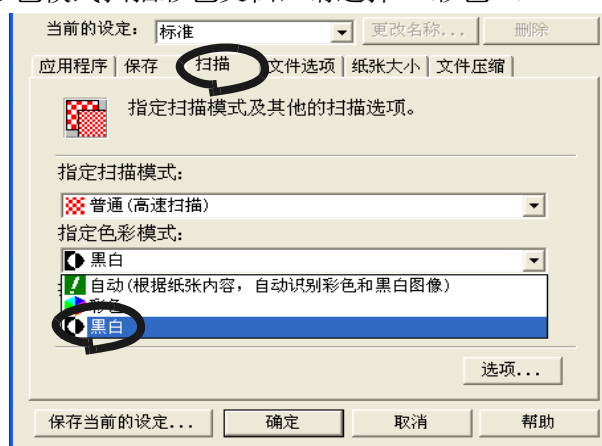 当前的设定： 标准 更改名称... 删除
应用程序 保存 扫描 文件选项 纸张大小 文件压缩
指定扫描模式及其他的扫描选项。
指定扫描模式:
普通(高速扫描)
指定色彩模式:
黑白
自动(根据纸张内容，自动识别彩色和黑白图像)
彩色
黑白
选项...
保存当前的设定... 确定 取消 帮助